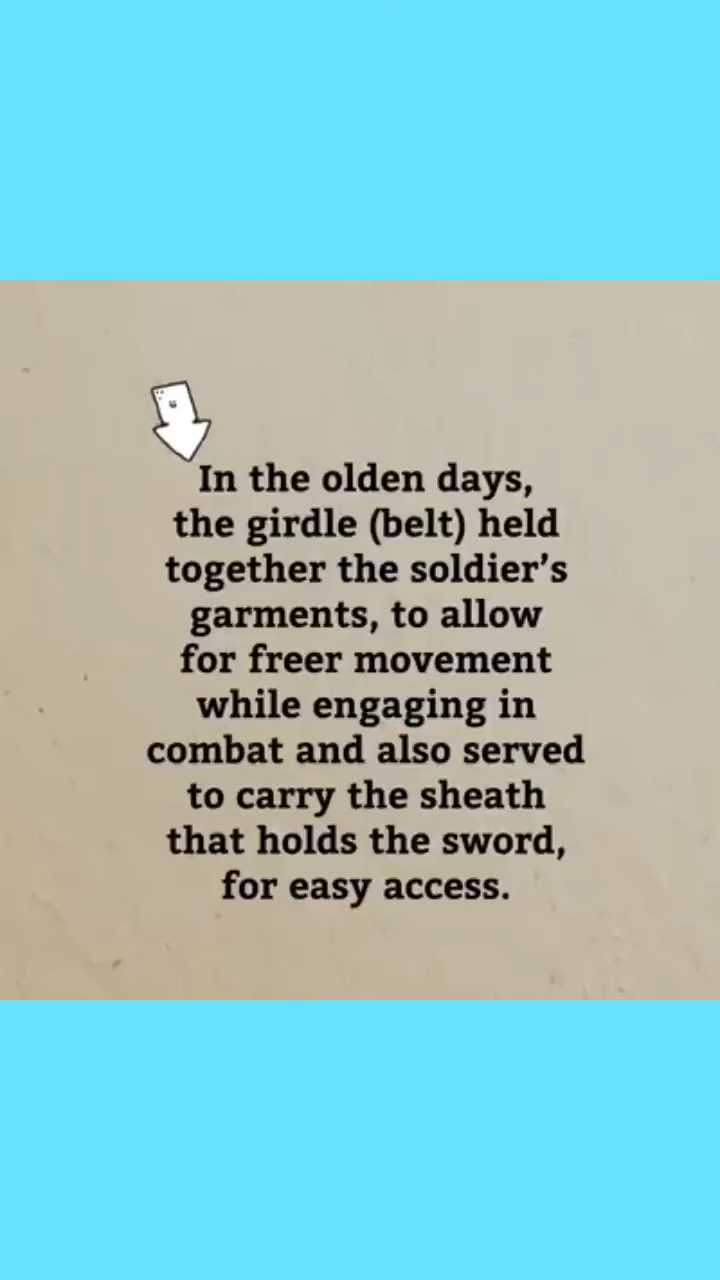 In the olden days,
the girdle (belt) held
together the soldier’s
garments, to allow
for freer movement
while engaging in
combat and also served
to carry the sheath
that holds the sword,
for easy access.